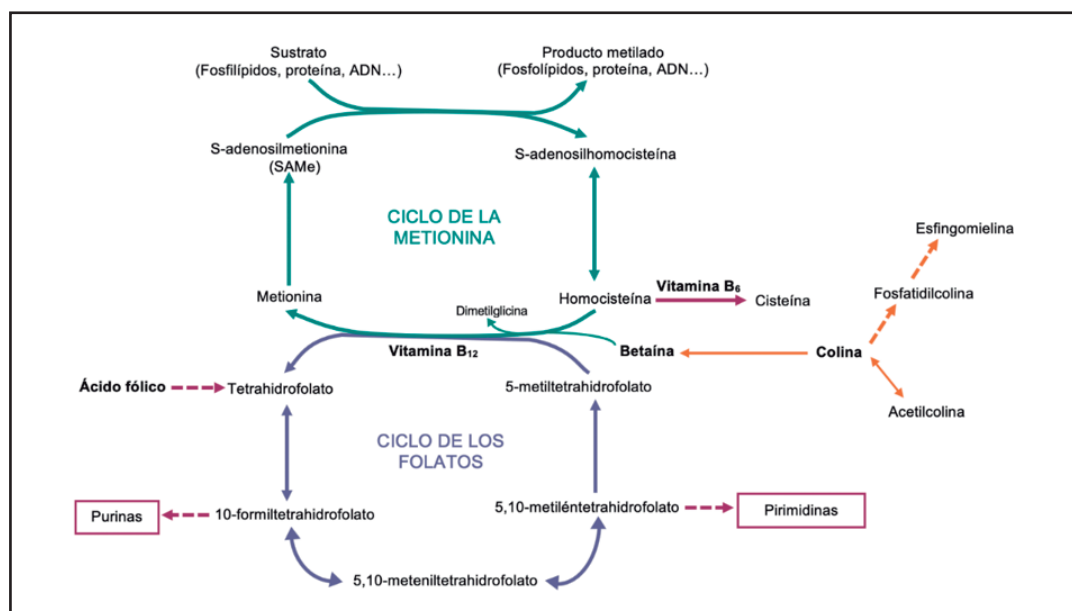 Sustrato
(Fosfilípidos, proteína, ADN...)
Producto metilado
(Fosfolípidos, proteína, ADN...)
S-adenosilmetionina
(SAMe)
S-adenosilhomocisteína
CICLO DE LA
METIONINA
Esfingomielina
Metionina
Homocisteína
Vitamina B6
Cisteína
Fosfatidilcolina
Dimetilglicina
Vitamina B12
Betaína
Colina
Ácido fólico
Tetrahidrofolato
5-metiltetrahidrofolato
Acetilcolina
CICLO DE LOS
FOLATOS
Purinas
10-formiltetrahidrofolato
5,10-metiléntetrahidrofolato
Pirimidinas
5,10-meteniltetrahidrofolato